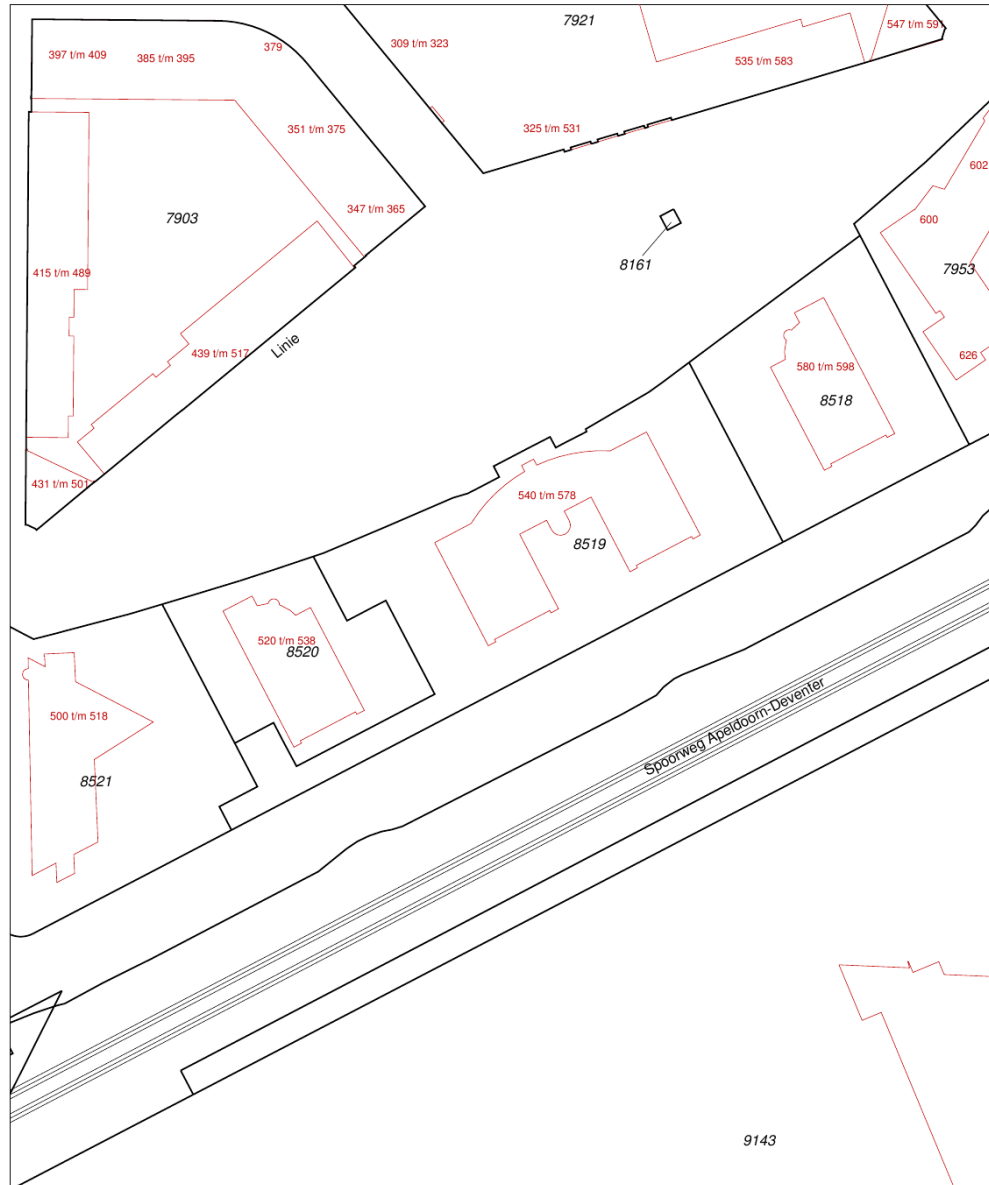 7921
547 t/m 591
379
309 t/m 323
397 t/m 409
385 t/m 395
535 t/m 583
351 t/m 375
325 t/m 531
602
347 t/m 365
7903
600
8161
7953
415 t/m 489
Linie
439 t/m 517
626
580 t/m 598
8518
431 t/m 501
540 t/m 578
8519
520 t/m 538
8520
500 t/m 518
Spoorweg Apeldoorn-Deventer
8521
9143